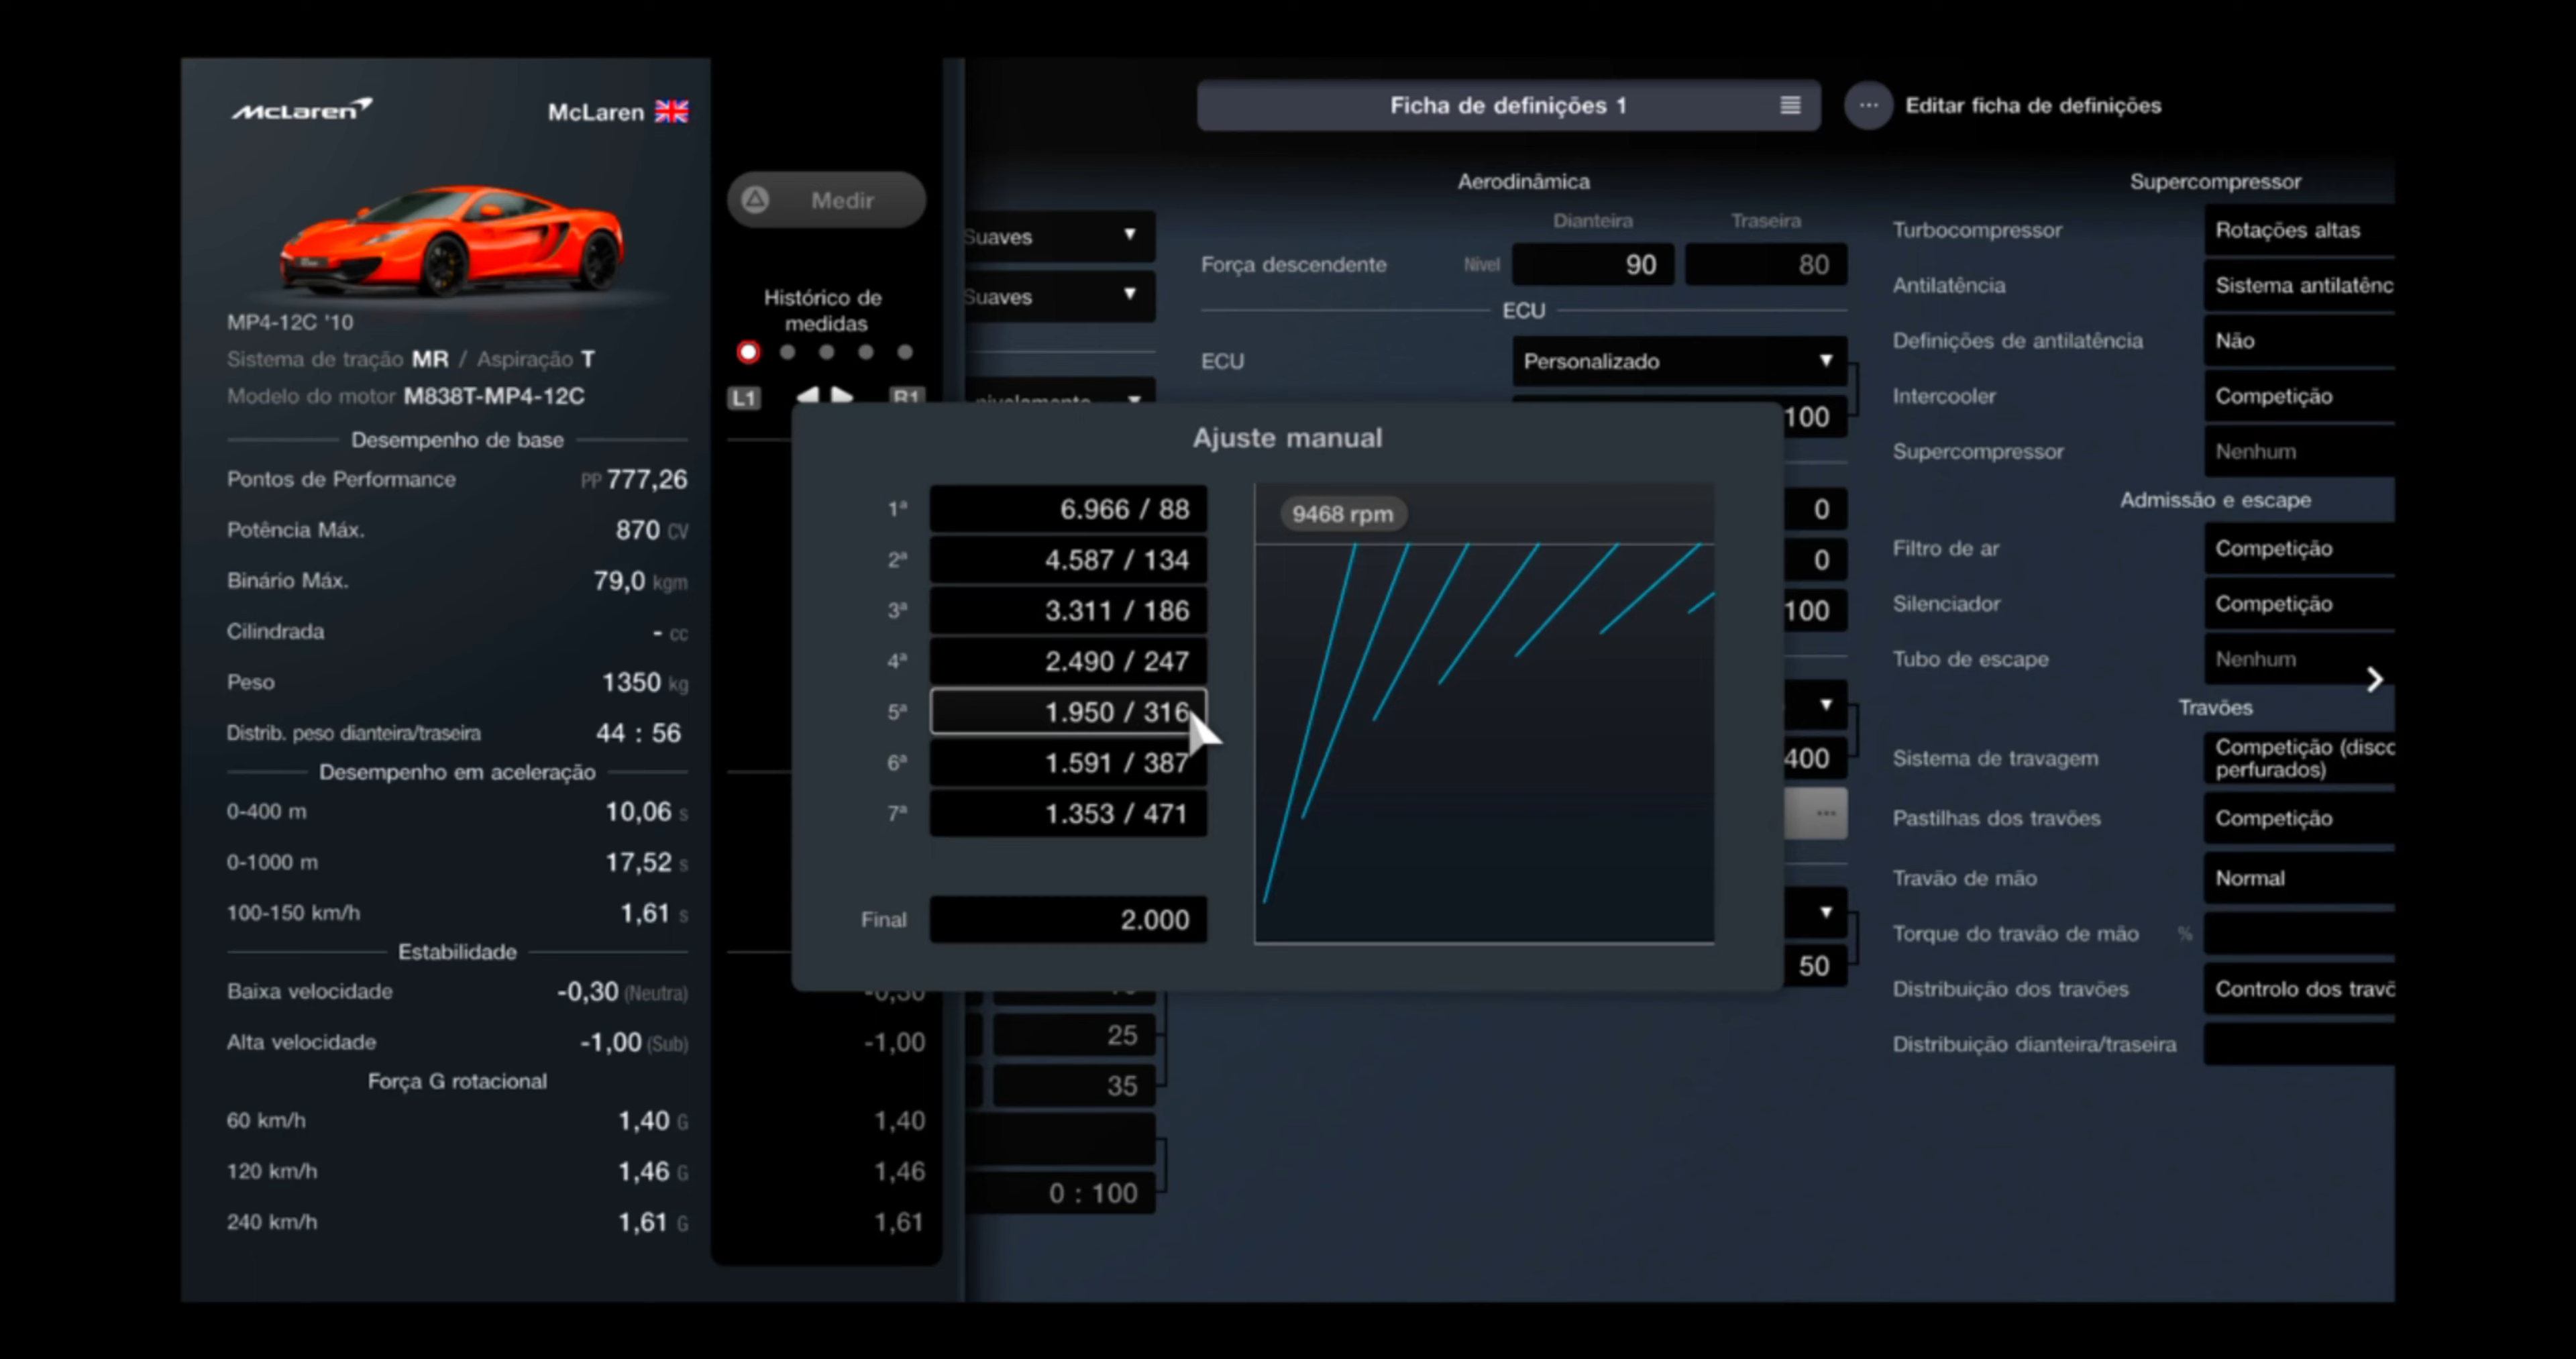 McLaren
McLaren
MP4-12C '10
Sistema de tração MR / Aspiração T
Modelo do motor M838T-MP4-12C
Desempenho de base
Pontos de Performance PP 777,26
Potência Máx. 870 CV
Binário Máx. 79,0 kgm
Cilindrada - cc
Peso 1350 kg
Distrib. peso dianteira/traseira 44 : 56
Desempenho em aceleração
0-400 m 10,06 s
0-1000 m 17,52 s
100-150 km/h 1,61 s
Estabilidade
Baixa velocidade -0,30 (Neutra)
Alta velocidade -1,00 (Sub)
Força G rotacional
60 km/h 1,40 G
120 km/h 1,46 G
240 km/h 1,61 G
Medir
Histórico de
medidas
L1 R1
-0,30
-1,00
1,40
1,46
1,61
Suaves
Suaves
25
35
0 : 100
Ficha de definições 1
Editar ficha de definições
Aerodinâmica
Dianteira Traseira
Força descendente Nível 90 80
ECU
ECU Personalizado
100
Ajuste manual
1ª 6.966 / 88
2ª 4.587 / 134
3ª 3.311 / 186
4ª 2.490 / 247
5ª 1.950 / 316
6ª 1.591 / 387
7ª 1.353 / 471
Final 2.000
9468 rpm
0
0
100
400
...
50
Supercompressor
Turbocompressor Rotações altas
Antilatência Sistema antilatênc
Definições de antilatência Não
Intercooler Competição
Supercompressor Nenhum
Admissão e escape
Filtro de ar Competição
Silenciador Competição
Tubo de escape Nenhum
Travões
Sistema de travagem Competição (disco
perfurados)
Pastilhas dos travões Competição
Travão de mão Normal
Torque do travão de mão %
Distribuição dos travões Controlo dos travõ
Distribuição dianteira/traseira